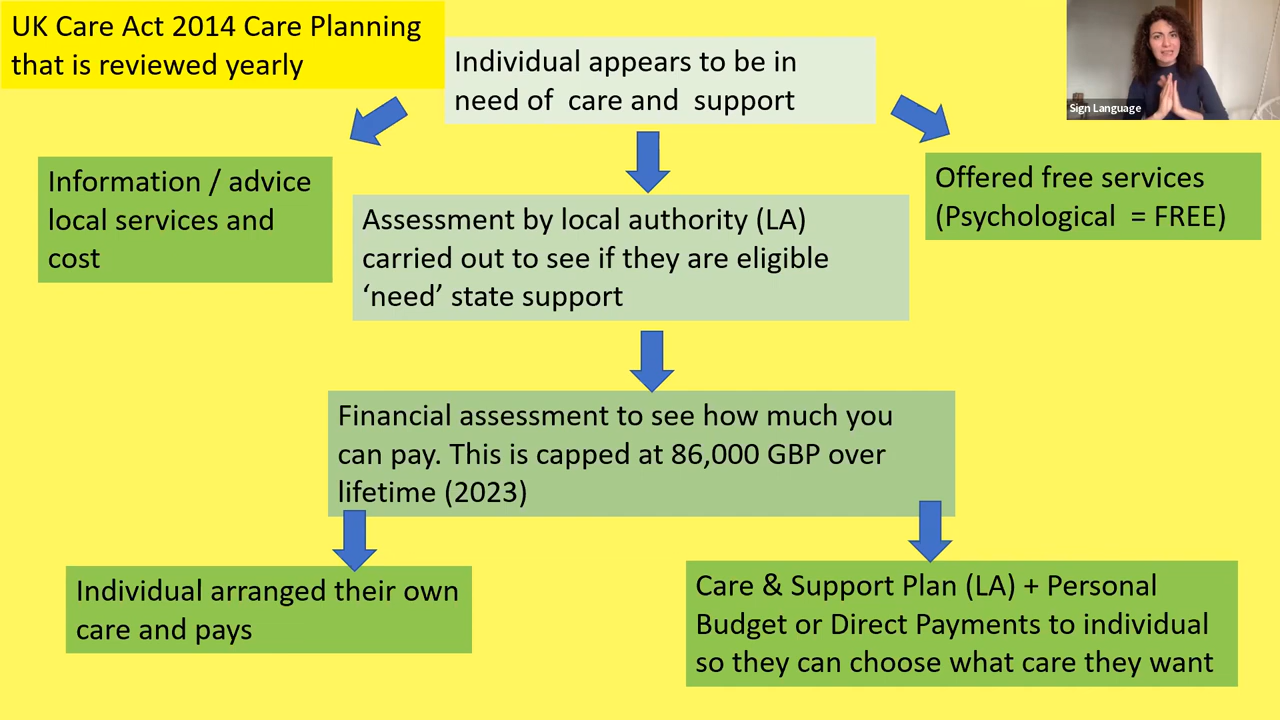 UK Care Act 2014 Care Planning
that is reviewed yearly
Individual appears to be in
need of care and support
Sign Language
Information / advice
local services and
cost
Assessment by local authority (LA)
carried out to see if they are eligible
‘need’ state support
Offered free services
(Psychological = FREE)
Financial assessment to see how much you
can pay. This is capped at 86,000 GBP over
lifetime (2023)
Individual arranged their own
care and pays
Care & Support Plan (LA) + Personal
Budget or Direct Payments to individual
so they can choose what care they want